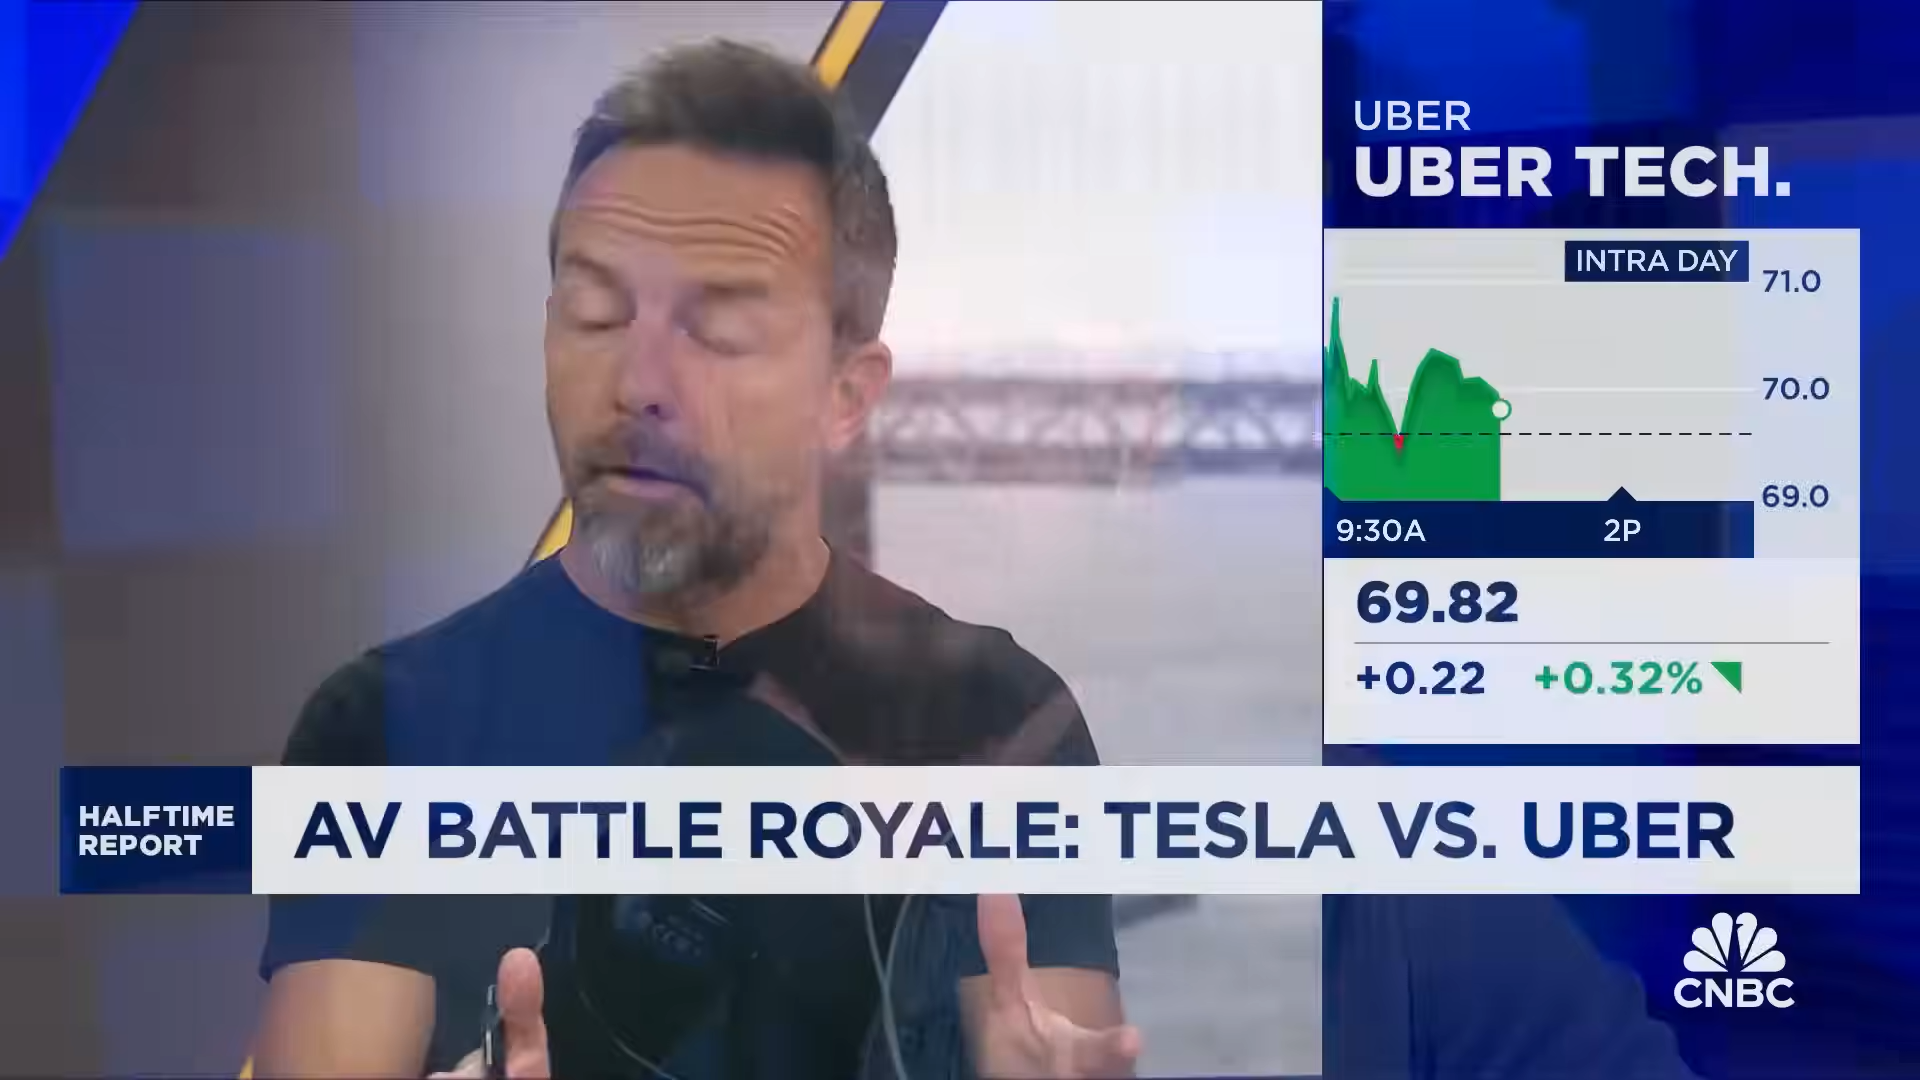 UBER
UBER TECH.
INTRA DAY
71.0
70.0
69.0
9:30A
2P
69.82
+0.22
+0.32%
HALFTIME
REPORT
AV BATTLE ROYALE: TESLA VS. UBER
CNBC